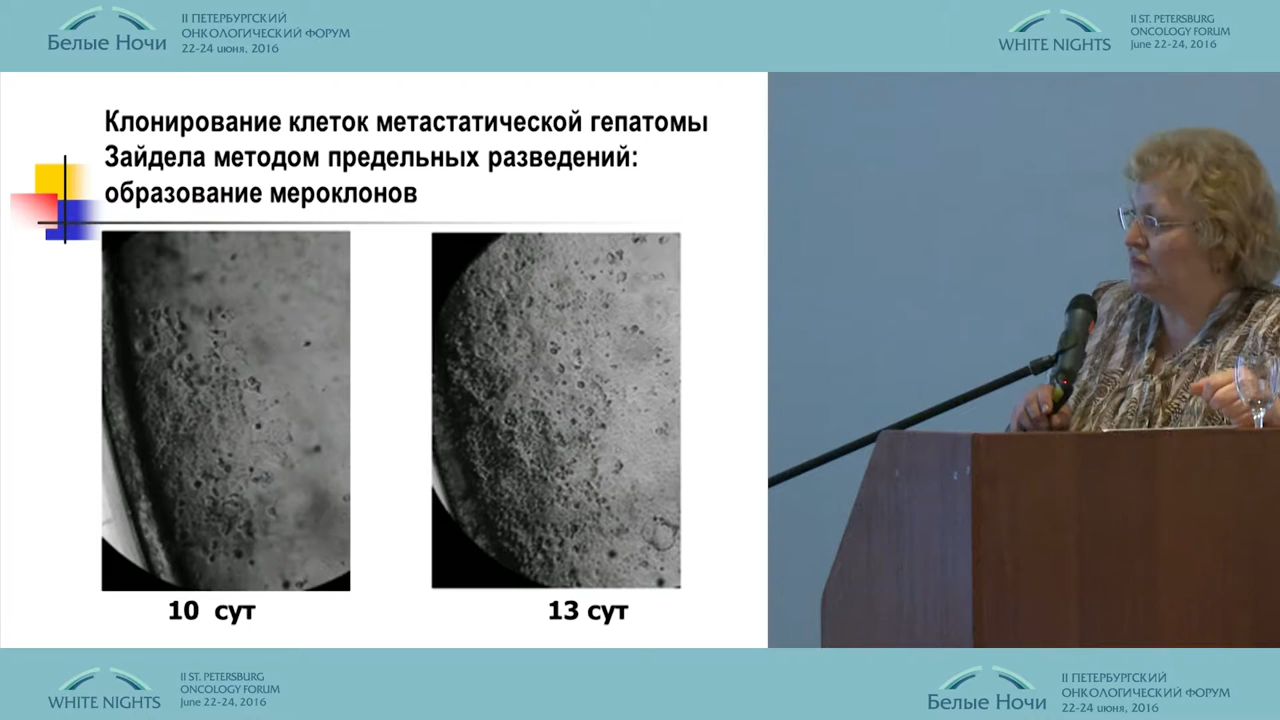 Белые Ночи
II ПЕТЕРБУРГСКИЙ
ОНКОЛОГИЧЕСКИЙ ФОРУМ
22-24 июня, 2016
WHITE NIGHTS
II ST. PETERSBURG
ONCOLOGY FORUM
June 22-24, 2016
Клонирование клеток метастатической гепатомы
Зайдела методом предельных разведений:
образование мероклонов
10 сут
13 сут
WHITE NIGHTS
II ST. PETERSBURG
ONCOLOGY FORUM
June 22-24, 2016
Белые Ночи
II ПЕТЕРБУРГСКИЙ
ОНКОЛОГИЧЕСКИЙ ФОРУМ
22-24 июня, 2016